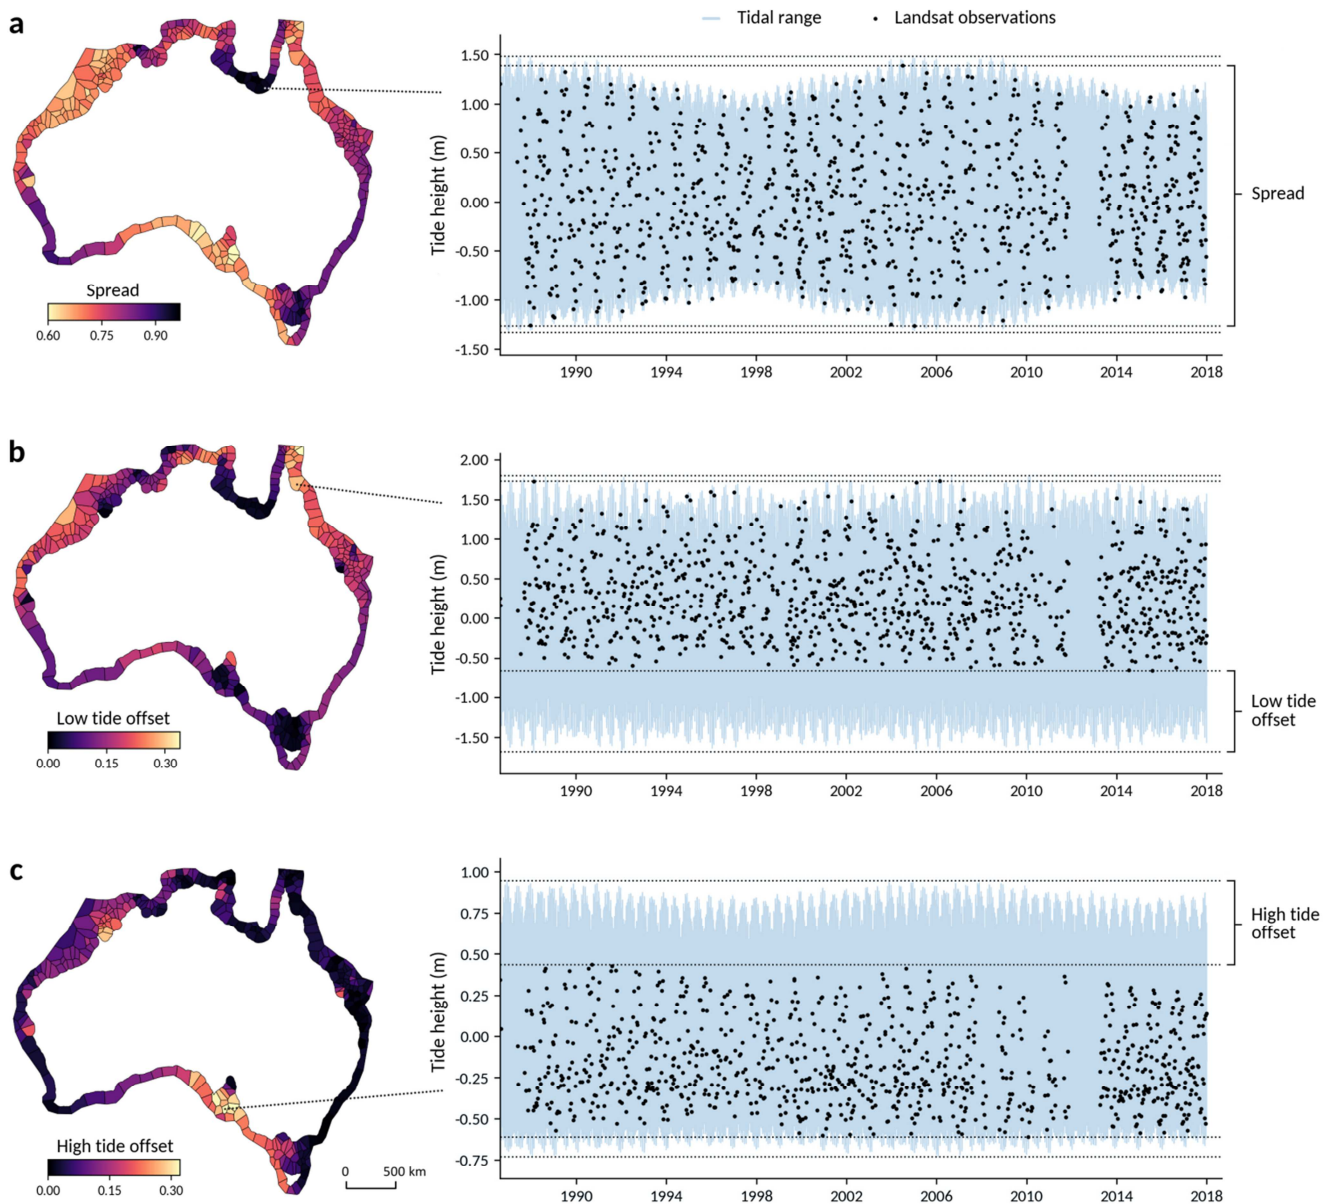 a
Tidal range
Landsat observations
1.50
1.00
0.50
0.00
-0.50
-1.00
-1.50
Tide height (m)
1990 1994 1998 2002 2006 2010 2014 2018
Spread
Spread
0.60 0.75 0.90
b
2.00
1.50
1.00
0.50
0.00
-0.50
-1.00
-1.50
Tide height (m)
1990 1994 1998 2002 2006 2010 2014 2018
Low tide
offset
Low tide offset
0.00 0.15 0.30
c
1.00
0.75
0.50
0.25
0.00
-0.25
-0.50
-0.75
Tide height (m)
1990 1994 1998 2002 2006 2010 2014 2018
High tide
offset
High tide offset
0.00 0.15 0.30
0 500 km